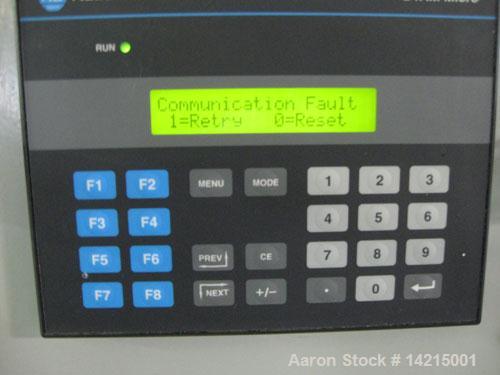 RUN
Communication Fault
1=Retry 0=Reset
F1 F2 MENU MODE 1 2 3
F3 F4 4 5 6
F5 F6 PREV CE 7 8 9
F7 F8 NEXT +/− . 0
Aaron Stock # 14215001